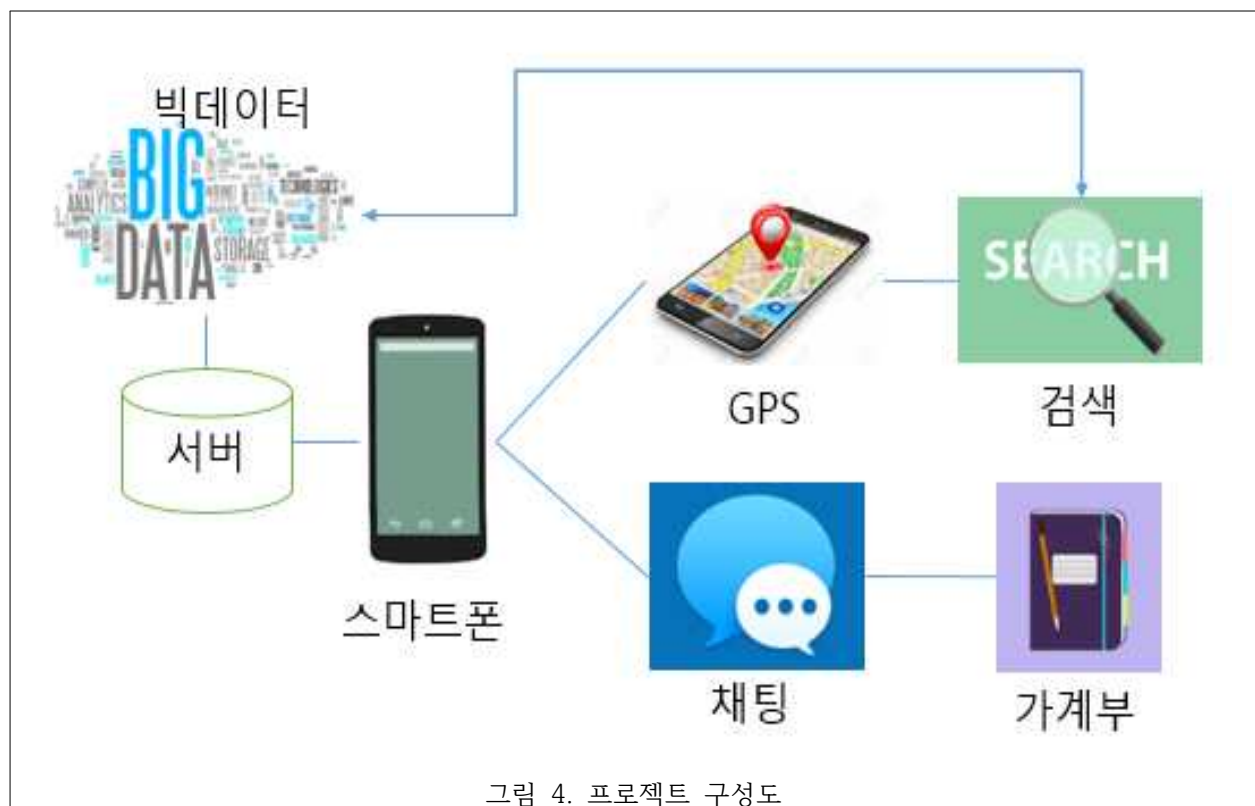 빅데이터
BIG
DATA
ANALYTICS
TECHNOLOGIES
STORAGE
SEARCH
GPS
검색
서버
스마트폰
채팅
가계부
그림 4. 프로젝트 구성도